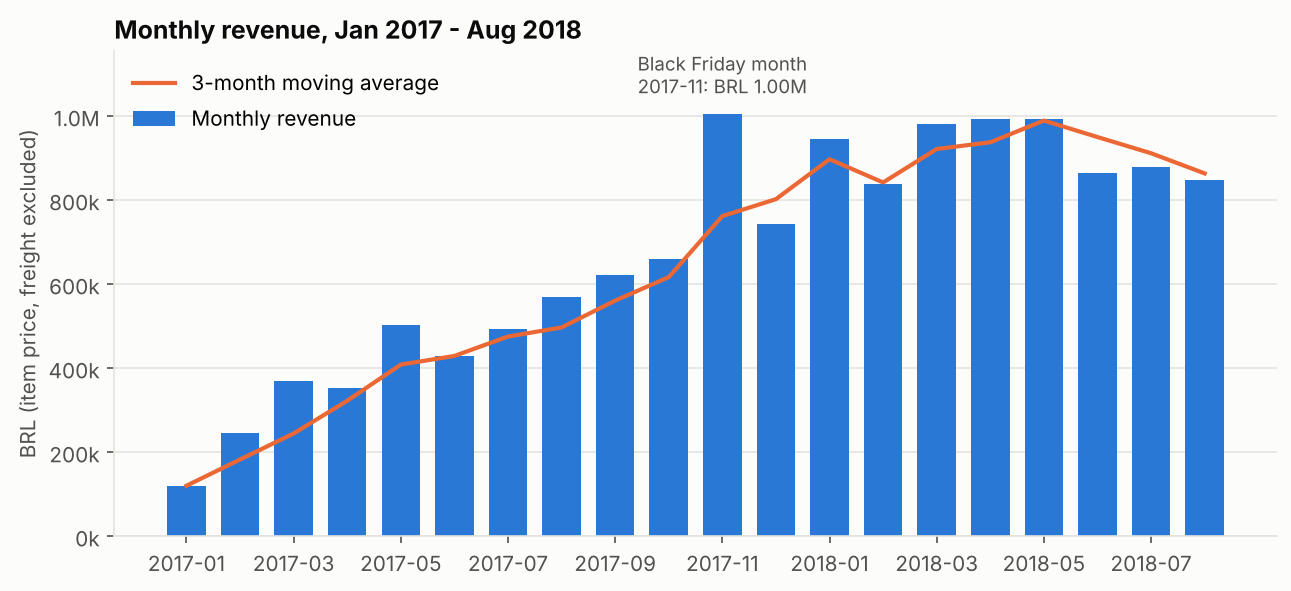 Monthly revenue, Jan 2017 - Aug 2018
3-month moving average
Monthly revenue
Black Friday month
2017-11: BRL 1.00M
BRL (item price, freight excluded)
1.0M
800k
600k
400k
200k
0k
2017-01
2017-03
2017-05
2017-07
2017-09
2017-11
2018-01
2018-03
2018-05
2018-07